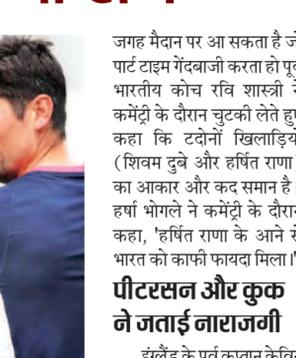 जगह मैदान पर आ सकता है
पार्ट टाइम गेंदबाजी करता हो
भारतीय कोच रवि शास्त्री
कमेंट्री के दौरान चुटकी लेते
कहा कि टदोनों
(शिवम दुबे और हर्षित राणा
का आकार और कद समान है
हर्षा भोगले ने कमेंट्री के
कहा, 'हर्षित राणा के आने
भारत को काफी फायदा मिला।'
पीटरसन और कुक
ने जताई नाराजगी